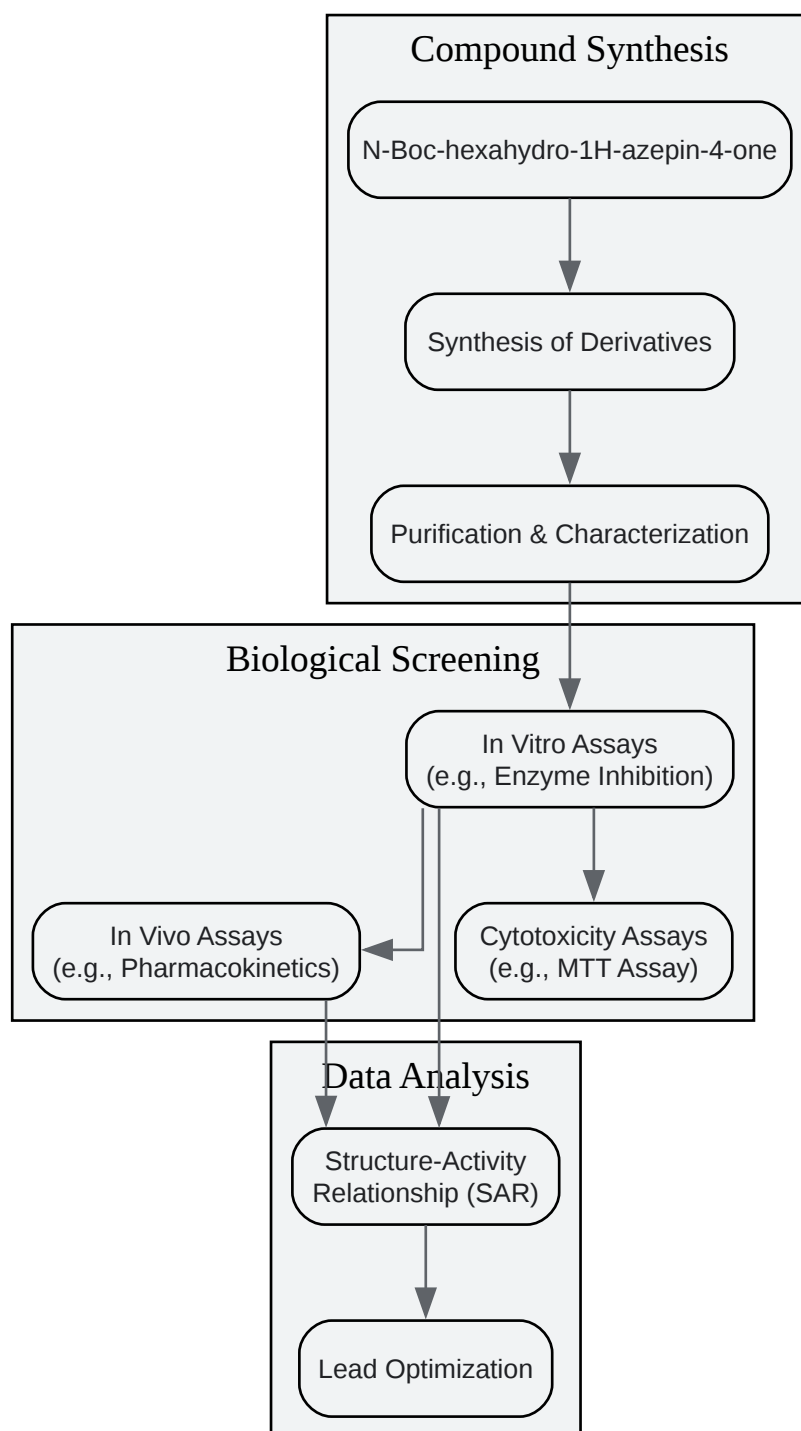 Compound Synthesis
N-Boc-hexahydro-1H-azepin-4-one
Synthesis of Derivatives
Purification & Characterization
Biological Screening
In Vitro Assays
(e.g., Enzyme Inhibition)
In Vivo Assays
(e.g., Pharmacokinetics)
Cytotoxicity Assays
(e.g., MTT Assay)
Data Analysis
Structure-Activity
Relationship (SAR)
Lead Optimization